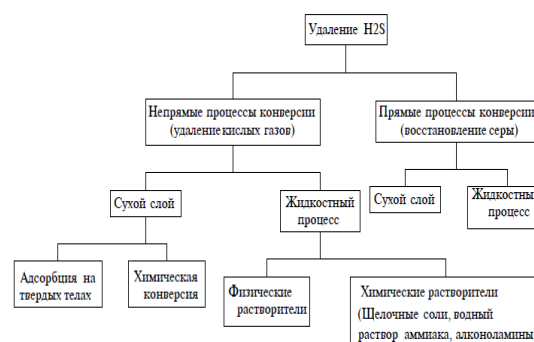 Удаление H2S
Непрямые процессы конверсии
(удаление кислых газов)
Прямые процессы конверсии
(восстановление серы)
Сухой слой
Жидкостный
процесс
Сухой слой
Жидкостный
процесс
Адсорбция на
твердых телах
Химическая
конверсия
Физические
растворители
Химические растворители
(Щелочные соли, водный
раствор аммиака, алконоламины